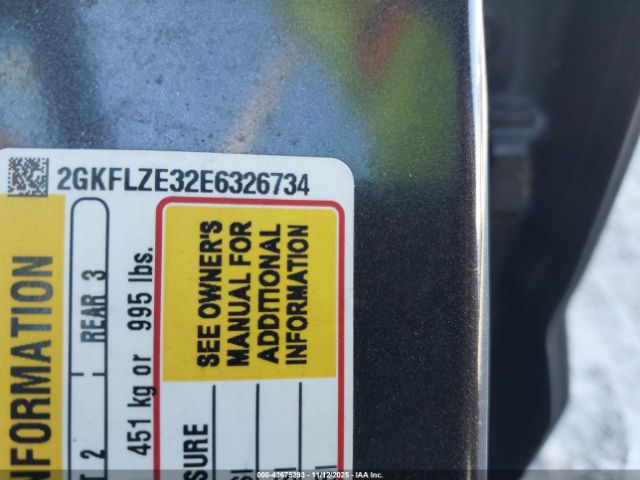 2GKFLZE32E6326734
NFORMATION
T 2 | REAR 3
451 kg or 995 lbs.
SEE OWNER'S
MANUAL FOR
ADDITIONAL
INFORMATION
SURE
000-43675293 - 11/12/2025 - IAA Inc.